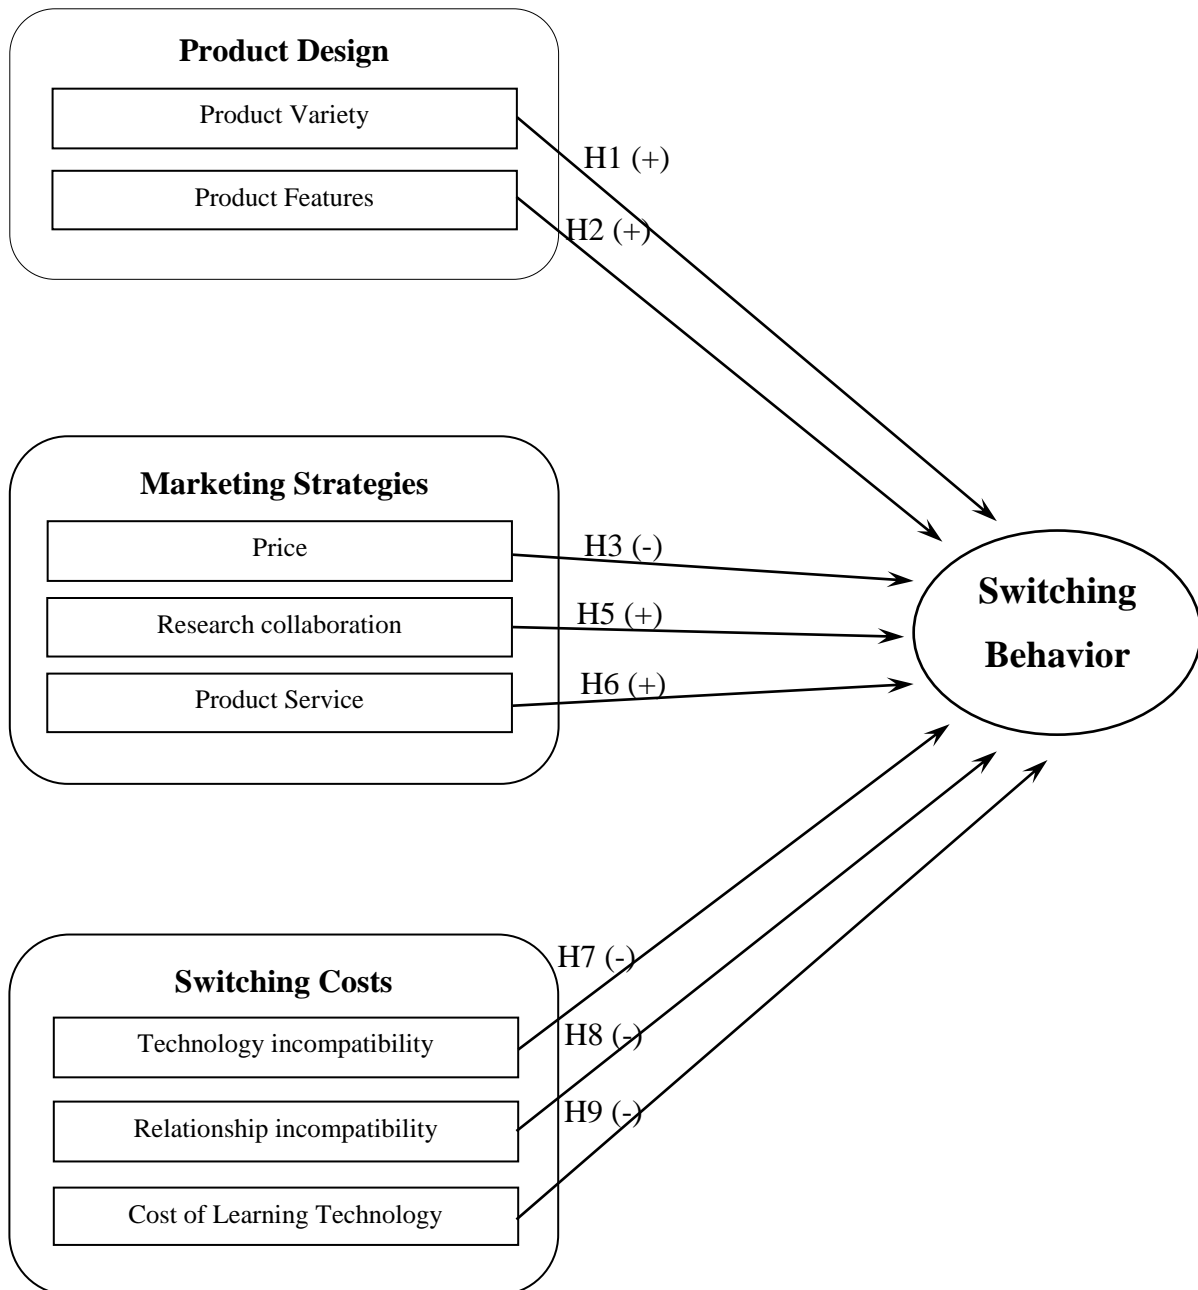 Product Design
Product Variety
H1 (+)
Product Features
H2 (+)
Marketing Strategies
Price
H3 (-)
Research collaboration
H5 (+)
Product Service
H6 (+)
Switching
Behavior
Switching Costs
H7 (-)
Technology incompatibility
H8 (-)
Relationship incompatibility
H9 (-)
Cost of Learning Technology